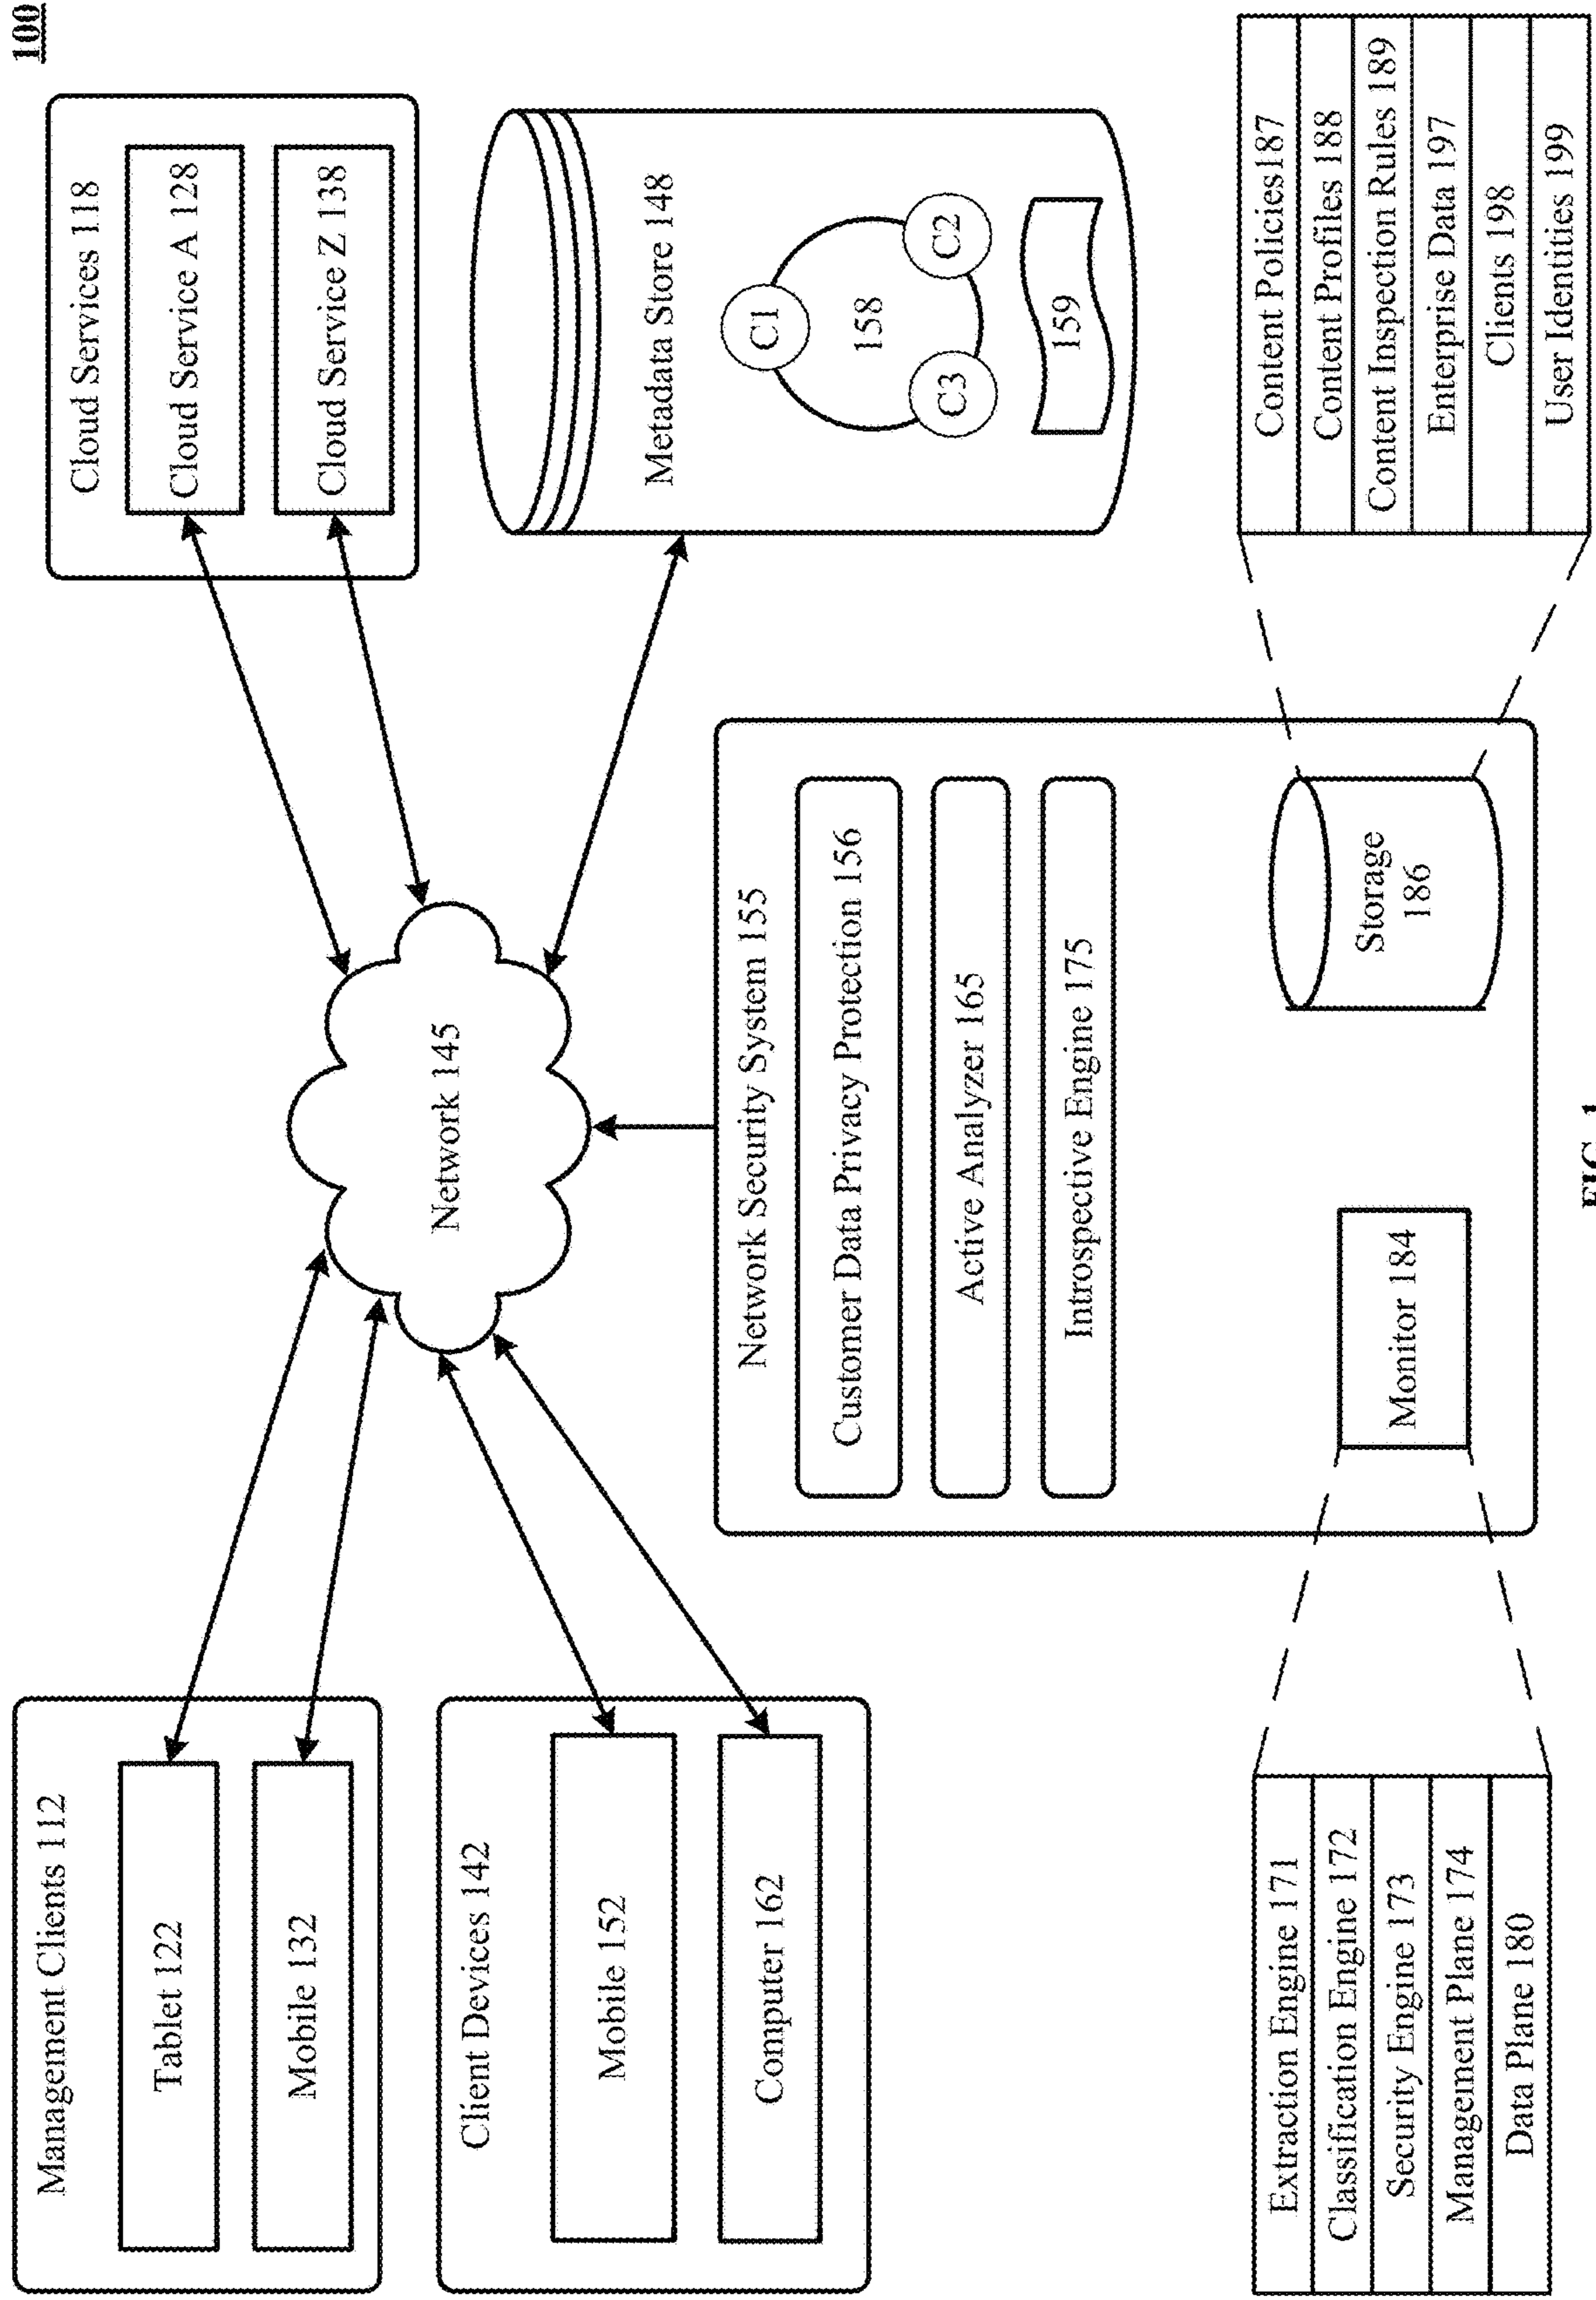 100
Management Clients 112
Tablet 122
Mobile 132
Client Devices 142
Mobile 152
Computer 162
Network 145
Cloud Services 118
Cloud Service A 128
Cloud Service Z 138
Metadata Store 148
C1
158
C3
C2
159
Network Security System 155
Customer Data Privacy Protection 156
Active Analyzer 165
Introspective Engine 175
Monitor 184
Storage
186
Extraction Engine 171
Classification Engine 172
Security Engine 173
Management Plane 174
Data Plane 180
Content Policies187
Content Profiles 188
Content Inspection Rules 189
Enterprise Data 197
Clients 198
User Identities 199
FIG. 1